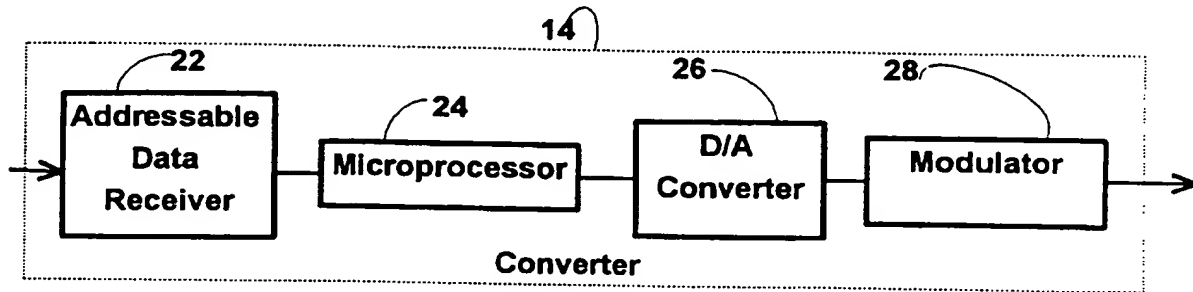 14
22
24
26
28
Addressable
Data
Receiver
Microprocessor
D/A
Converter
Modulator
Converter